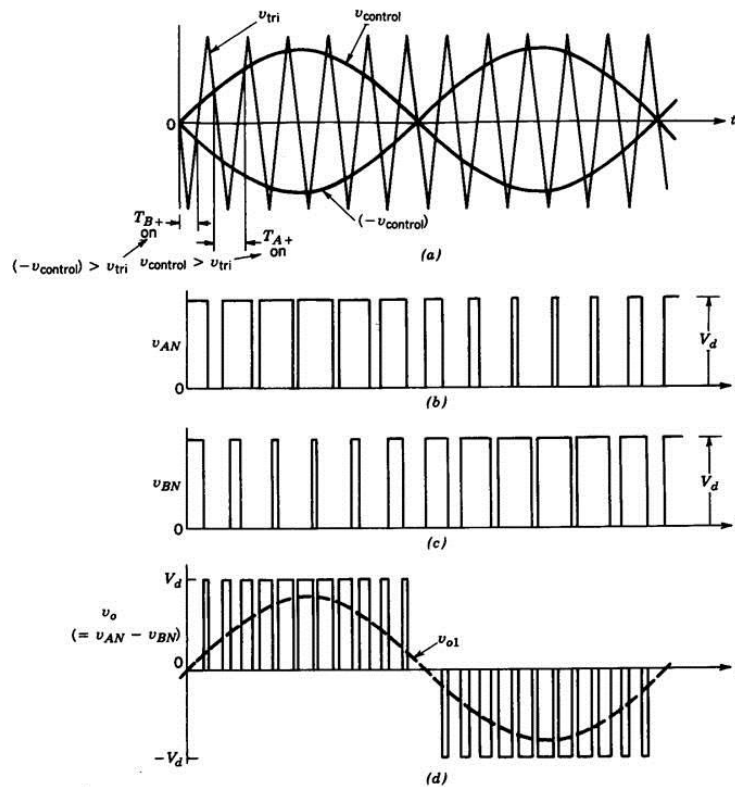 v_tri
v_control
0
t
(−v_control)
T_B+
on
T_A+
on
(−v_control) > v_tri v_control > v_tri
(a)
v_AN
V_d
0
(b)
v_BN
V_d
0
(c)
V_d
v_o
(= v_AN − v_BN)
v_o1
0
−V_d
(d)